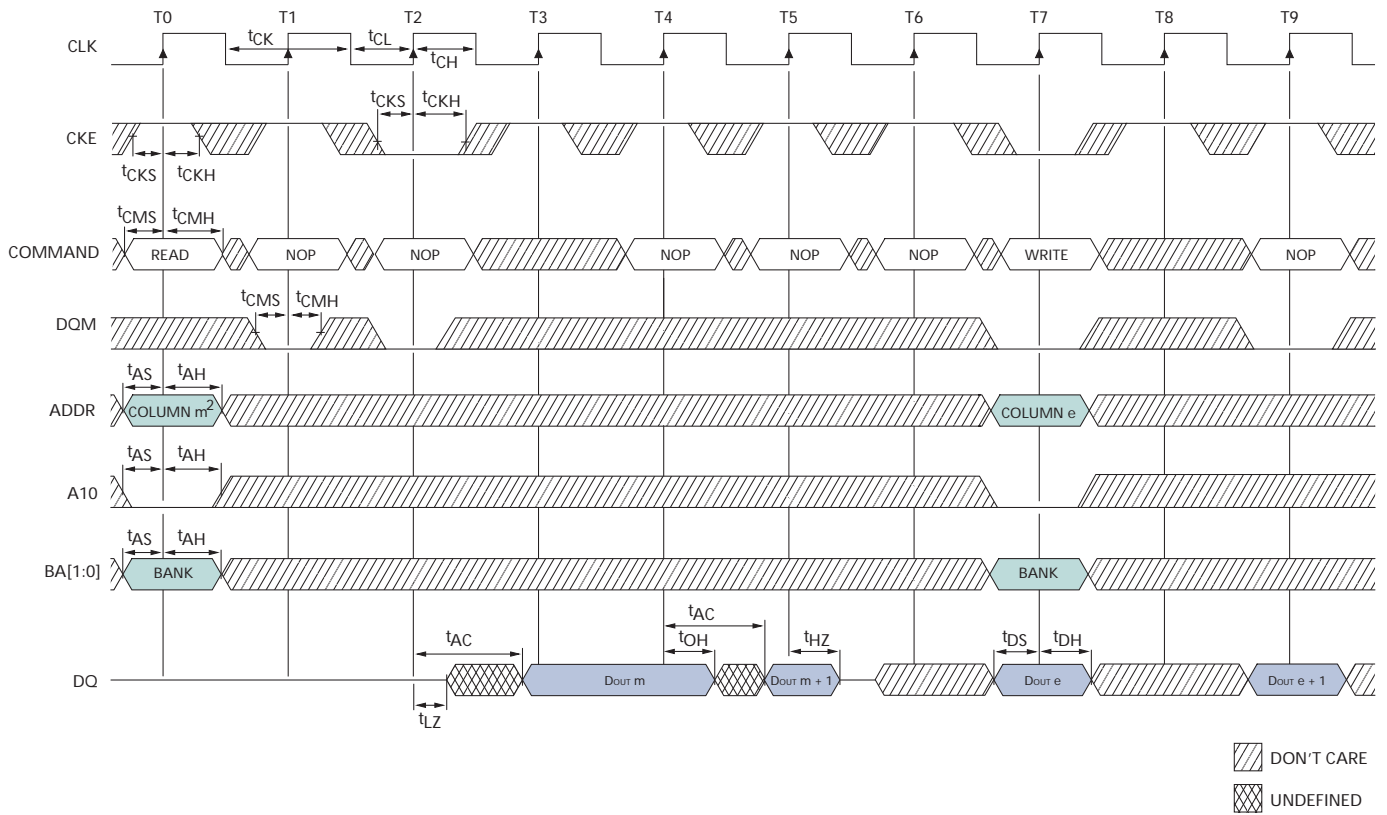 T0 T1 T2 T3 T4 T5 T6 T7 T8 T9
CLK
tCK tCL
tCH
tCKS tCKH
CKE
tCKS tCKH
tCMS tCMH
COMMAND READ NOP NOP NOP NOP NOP WRITE NOP
tCMS tCMH
DQM
tAS tAH
ADDR COLUMN m2 COLUMN e
tAS tAH
A10
tAS tAH
BA[1:0] BANK BANK
tAC
tAC tOH tHZ tDS tDH
DQ DOUT m DOUT m + 1 DOUT e DOUT e + 1
tLZ
DON'T CARE
UNDEFINED